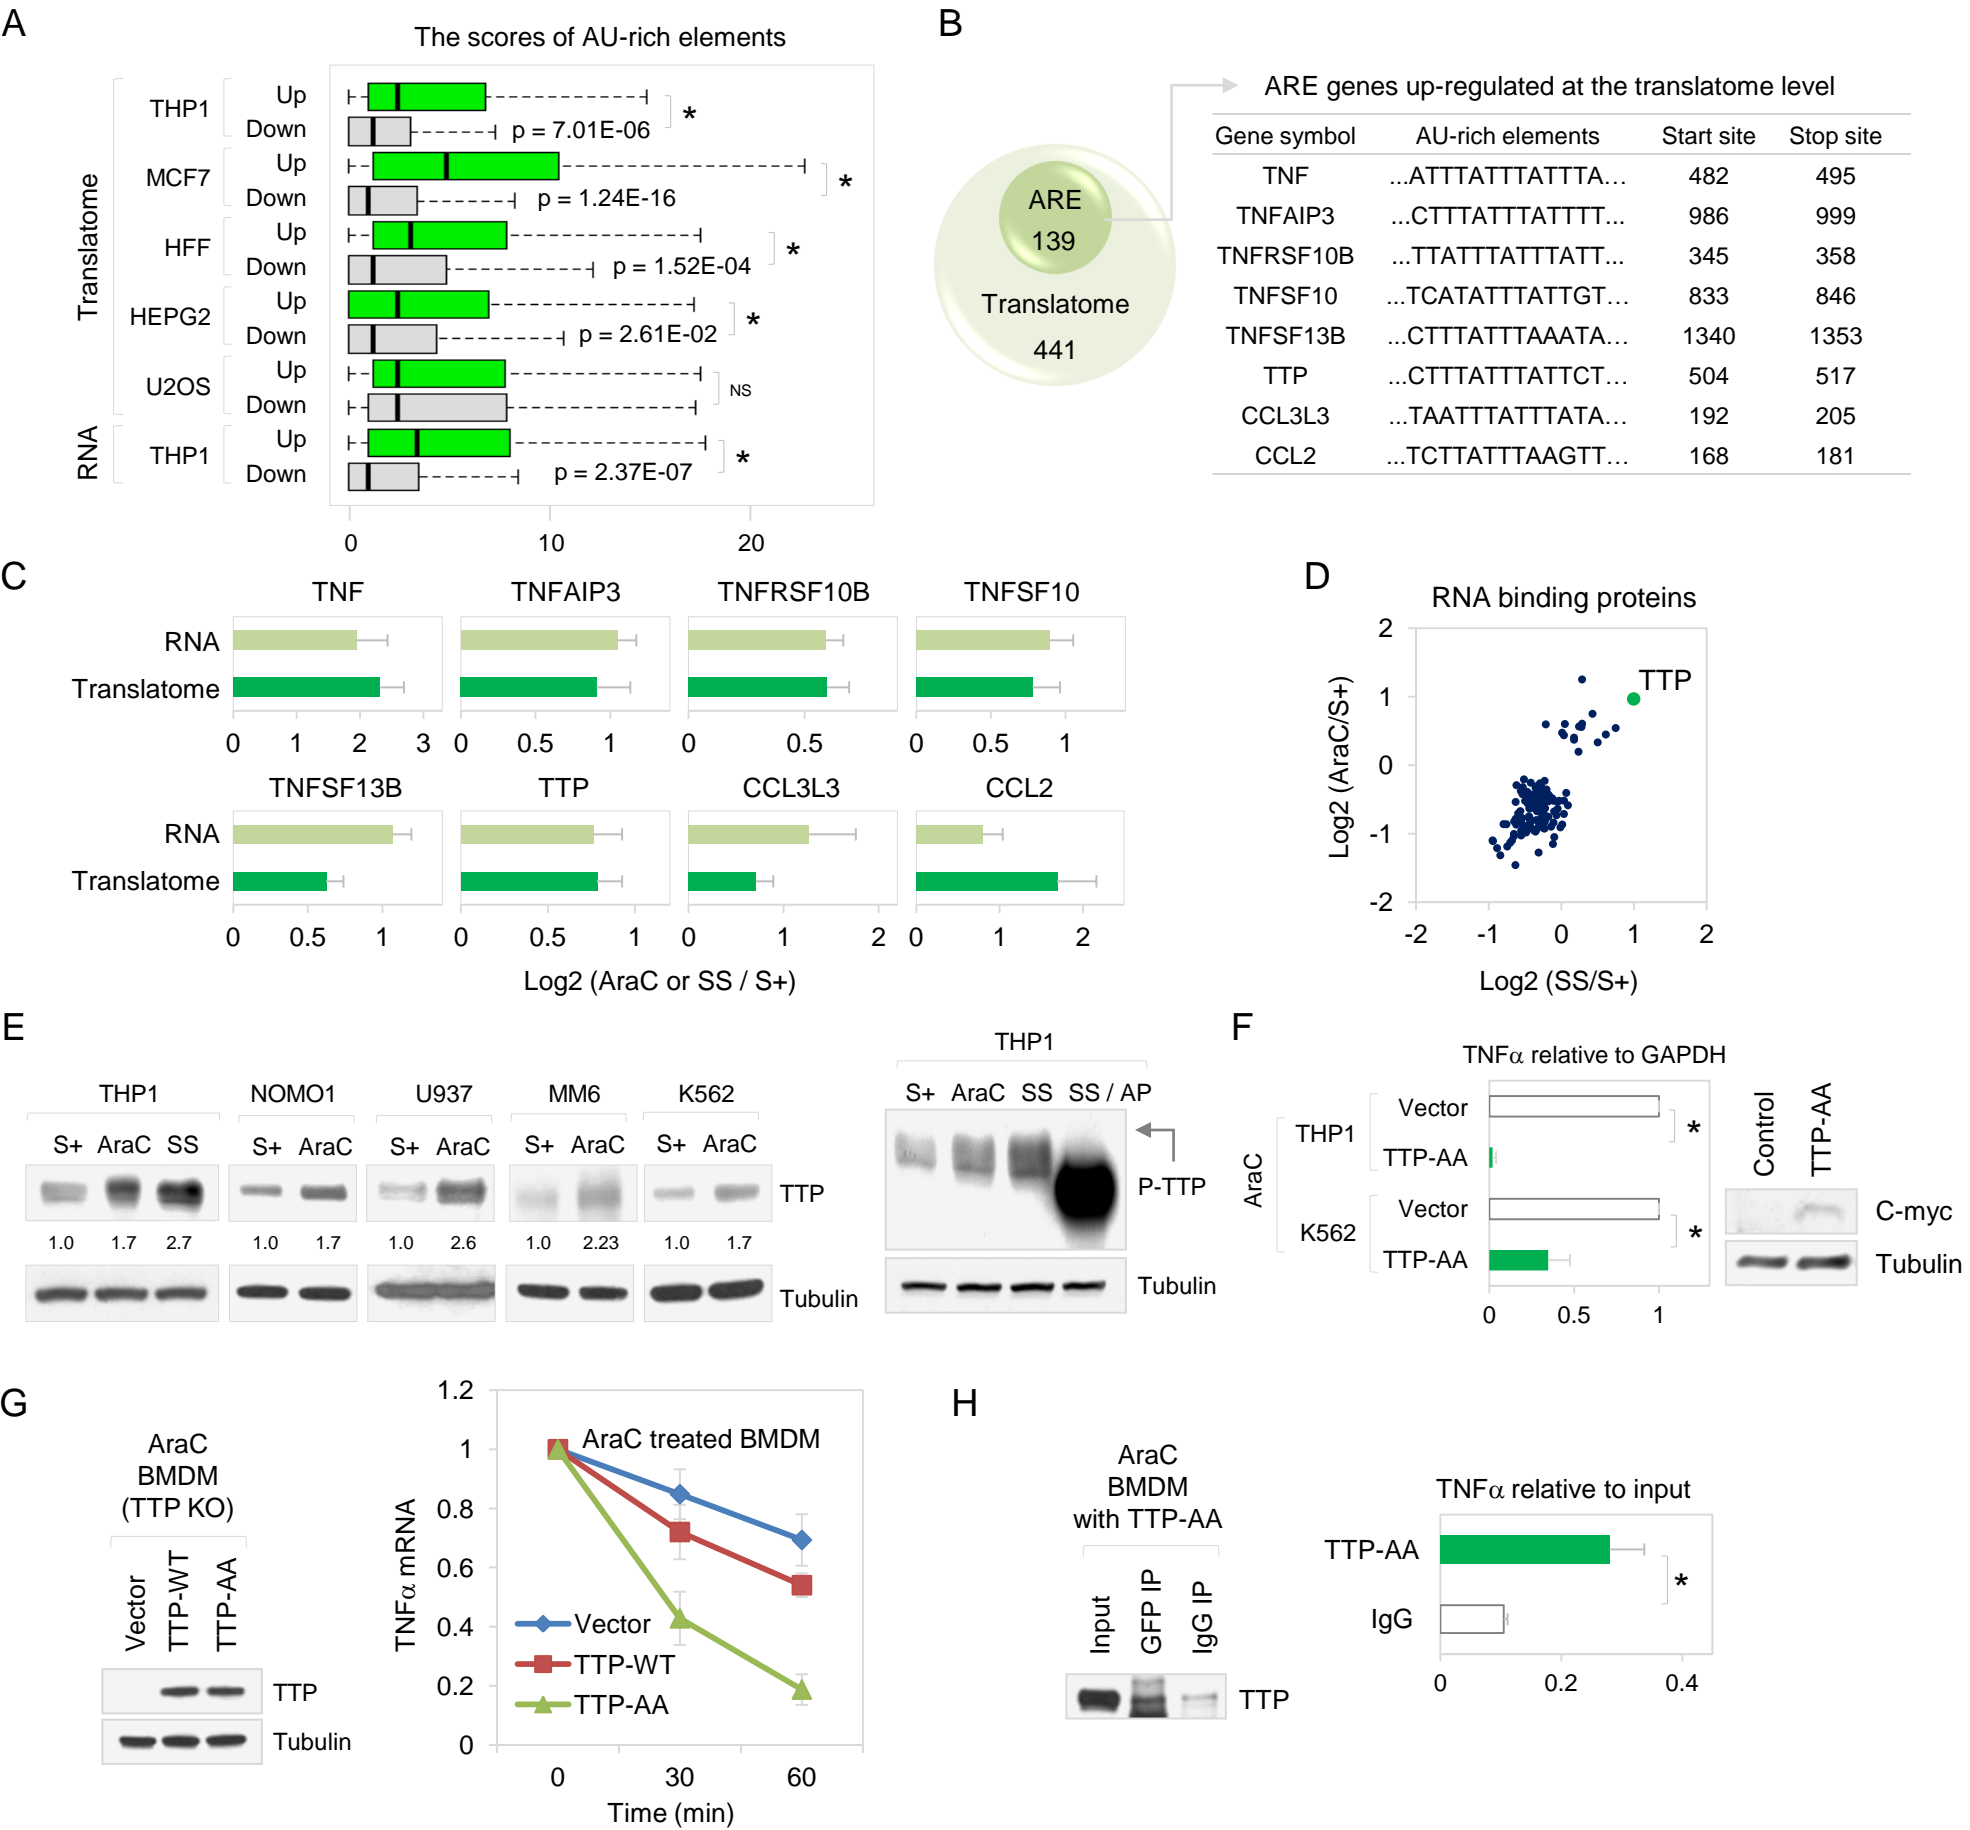 A
The scores of AU-rich elements
Translatome
THP1
Up
Down
p = 7.01E-06
*
MCF7
Up
Down
p = 1.24E-16
*
HFF
Up
Down
p = 1.52E-04
*
HEPG2
Up
Down
p = 2.61E-02
*
U2OS
Up
Down
NS
RNA
THP1
Up
Down
p = 2.37E-07
*
0 10 20
B
ARE
139
Translatome
441
ARE genes up-regulated at the translatome level
Gene symbol AU-rich elements Start site Stop site
TNF ...ATTTATTTATTTA... 482 495
TNFAIP3 ...CTTTATTTATTTT... 986 999
TNFRSF10B ...TTATTTATTTATT... 345 358
TNFSF10 ...TCATATTTATTGT... 833 846
TNFSF13B ...CTTTATTTAAATA... 1340 1353
TTP ...CTTTATTTATTCT... 504 517
CCL3L3 ...TAATTTATTTATA... 192 205
CCL2 ...TCTTATTTAAGTT... 168 181
C
TNF TNFAIP3 TNFRSF10B TNFSF10
RNA
Translatome
0 1 2 3 0 0.5 1 0 0.5 0 0.5 1
TNFSF13B TTP CCL3L3 CCL2
RNA
Translatome
0 0.5 1 0 0.5 1 0 1 2 0 1 2
Log2 (AraC or SS / S+)
D
RNA binding proteins
Log2 (AraC/S+)
2
1
0
-1
-2
TTP
-2 -1 0 1 2
Log2 (SS/S+)
E
THP1 NOMO1 U937 MM6 K562
S+ AraC SS S+ AraC S+ AraC S+ AraC S+ AraC
TTP
1.0 1.7 2.7 1.0 1.7 1.0 2.6 1.0 2.23 1.0 1.7
Tubulin
THP1
S+ AraC SS SS / AP
P-TTP
Tubulin
F
TNFα relative to GAPDH
AraC
THP1
Vector
TTP-AA
*
K562
Vector
TTP-AA
*
0 0.5 1
Control
TTP-AA
C-myc
Tubulin
G
AraC
BMDM
(TTP KO)
Vector
TTP-WT
TTP-AA
TTP
Tubulin
AraC treated BMDM
TNFα mRNA
1.2
1
0.8
0.6
0.4
0.2
0
Vector
TTP-WT
TTP-AA
0 30 60
Time (min)
H
AraC
BMDM
with TTP-AA
Input
GFP IP
IgG IP
TTP
TNFα relative to input
TTP-AA
IgG
*
0 0.2 0.4